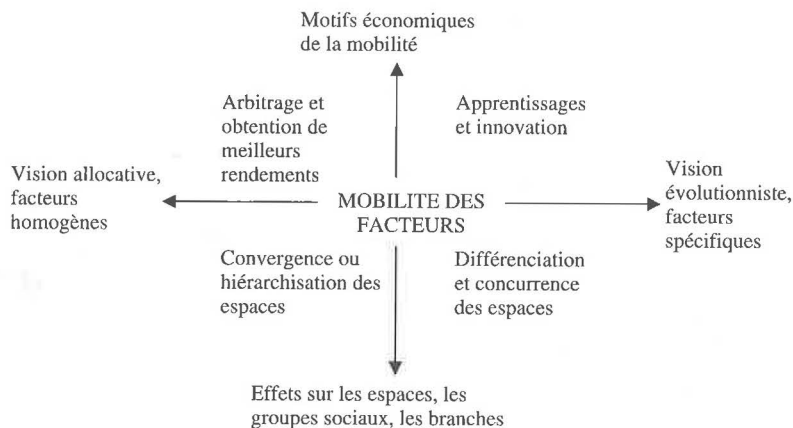 Motifs économiques
de la mobilité
Arbitrage et
obtention de
meilleurs
rendements
Apprentissages
et innovation
Vision allocative,
facteurs
homogènes
MOBILITE DES
FACTEURS
Vision
évolutionniste,
facteurs
spécifiques
Convergence ou
hiérarchisation des
espaces
Différenciation
et concurrence
des espaces
Effets sur les espaces, les
groupes sociaux, les branches